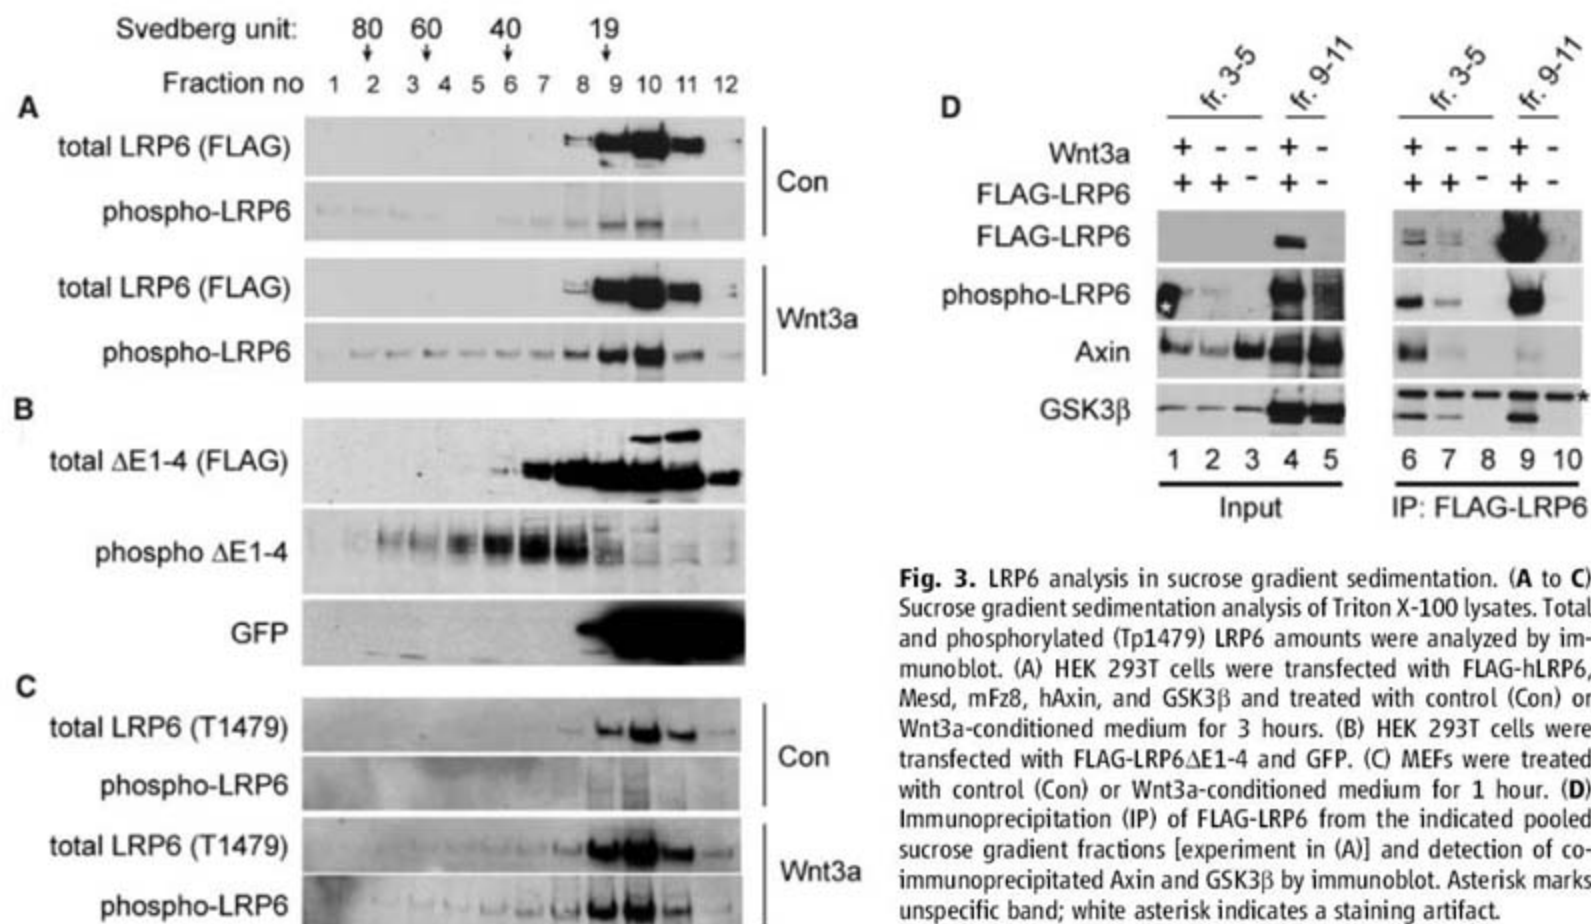 Svedberg unit: 80 60 40 19
Fraction no 1 2 3 4 5 6 7 8 9 10 11 12
A
total LRP6 (FLAG)
phospho-LRP6
Con
total LRP6 (FLAG)
phospho-LRP6
Wnt3a
B
total ΔE1-4 (FLAG)
phospho ΔE1-4
GFP
C
total LRP6 (T1479)
phospho-LRP6
Con
total LRP6 (T1479)
phospho-LRP6
Wnt3a
D
fr. 3-5 fr. 9-11 fr. 3-5 fr. 9-11
Wnt3a + - - + - + - - + -
FLAG-LRP6 + + - + - + + - + -
FLAG-LRP6
phospho-LRP6
*
Axin
GSK3β
*
1 2 3 4 5 6 7 8 9 10
Input IP: FLAG-LRP6
Fig. 3. LRP6 analysis in sucrose gradient sedimentation. (A to C)
Sucrose gradient sedimentation analysis of Triton X-100 lysates. Total
and phosphorylated (Tp1479) LRP6 amounts were analyzed by im-
munoblot. (A) HEK 293T cells were transfected with FLAG-hLRP6,
Mesd, mFz8, hAxin, and GSK3β and treated with control (Con) or
Wnt3a-conditioned medium for 3 hours. (B) HEK 293T cells were
transfected with FLAG-LRP6ΔE1-4 and GFP. (C) MEFs were treated
with control (Con) or Wnt3a-conditioned medium for 1 hour. (D)
Immunoprecipitation (IP) of FLAG-LRP6 from the indicated pooled
sucrose gradient fractions [experiment in (A)] and detection of co-
immunoprecipitated Axin and GSK3β by immunoblot. Asterisk marks
unspecific band; white asterisk indicates a staining artifact.